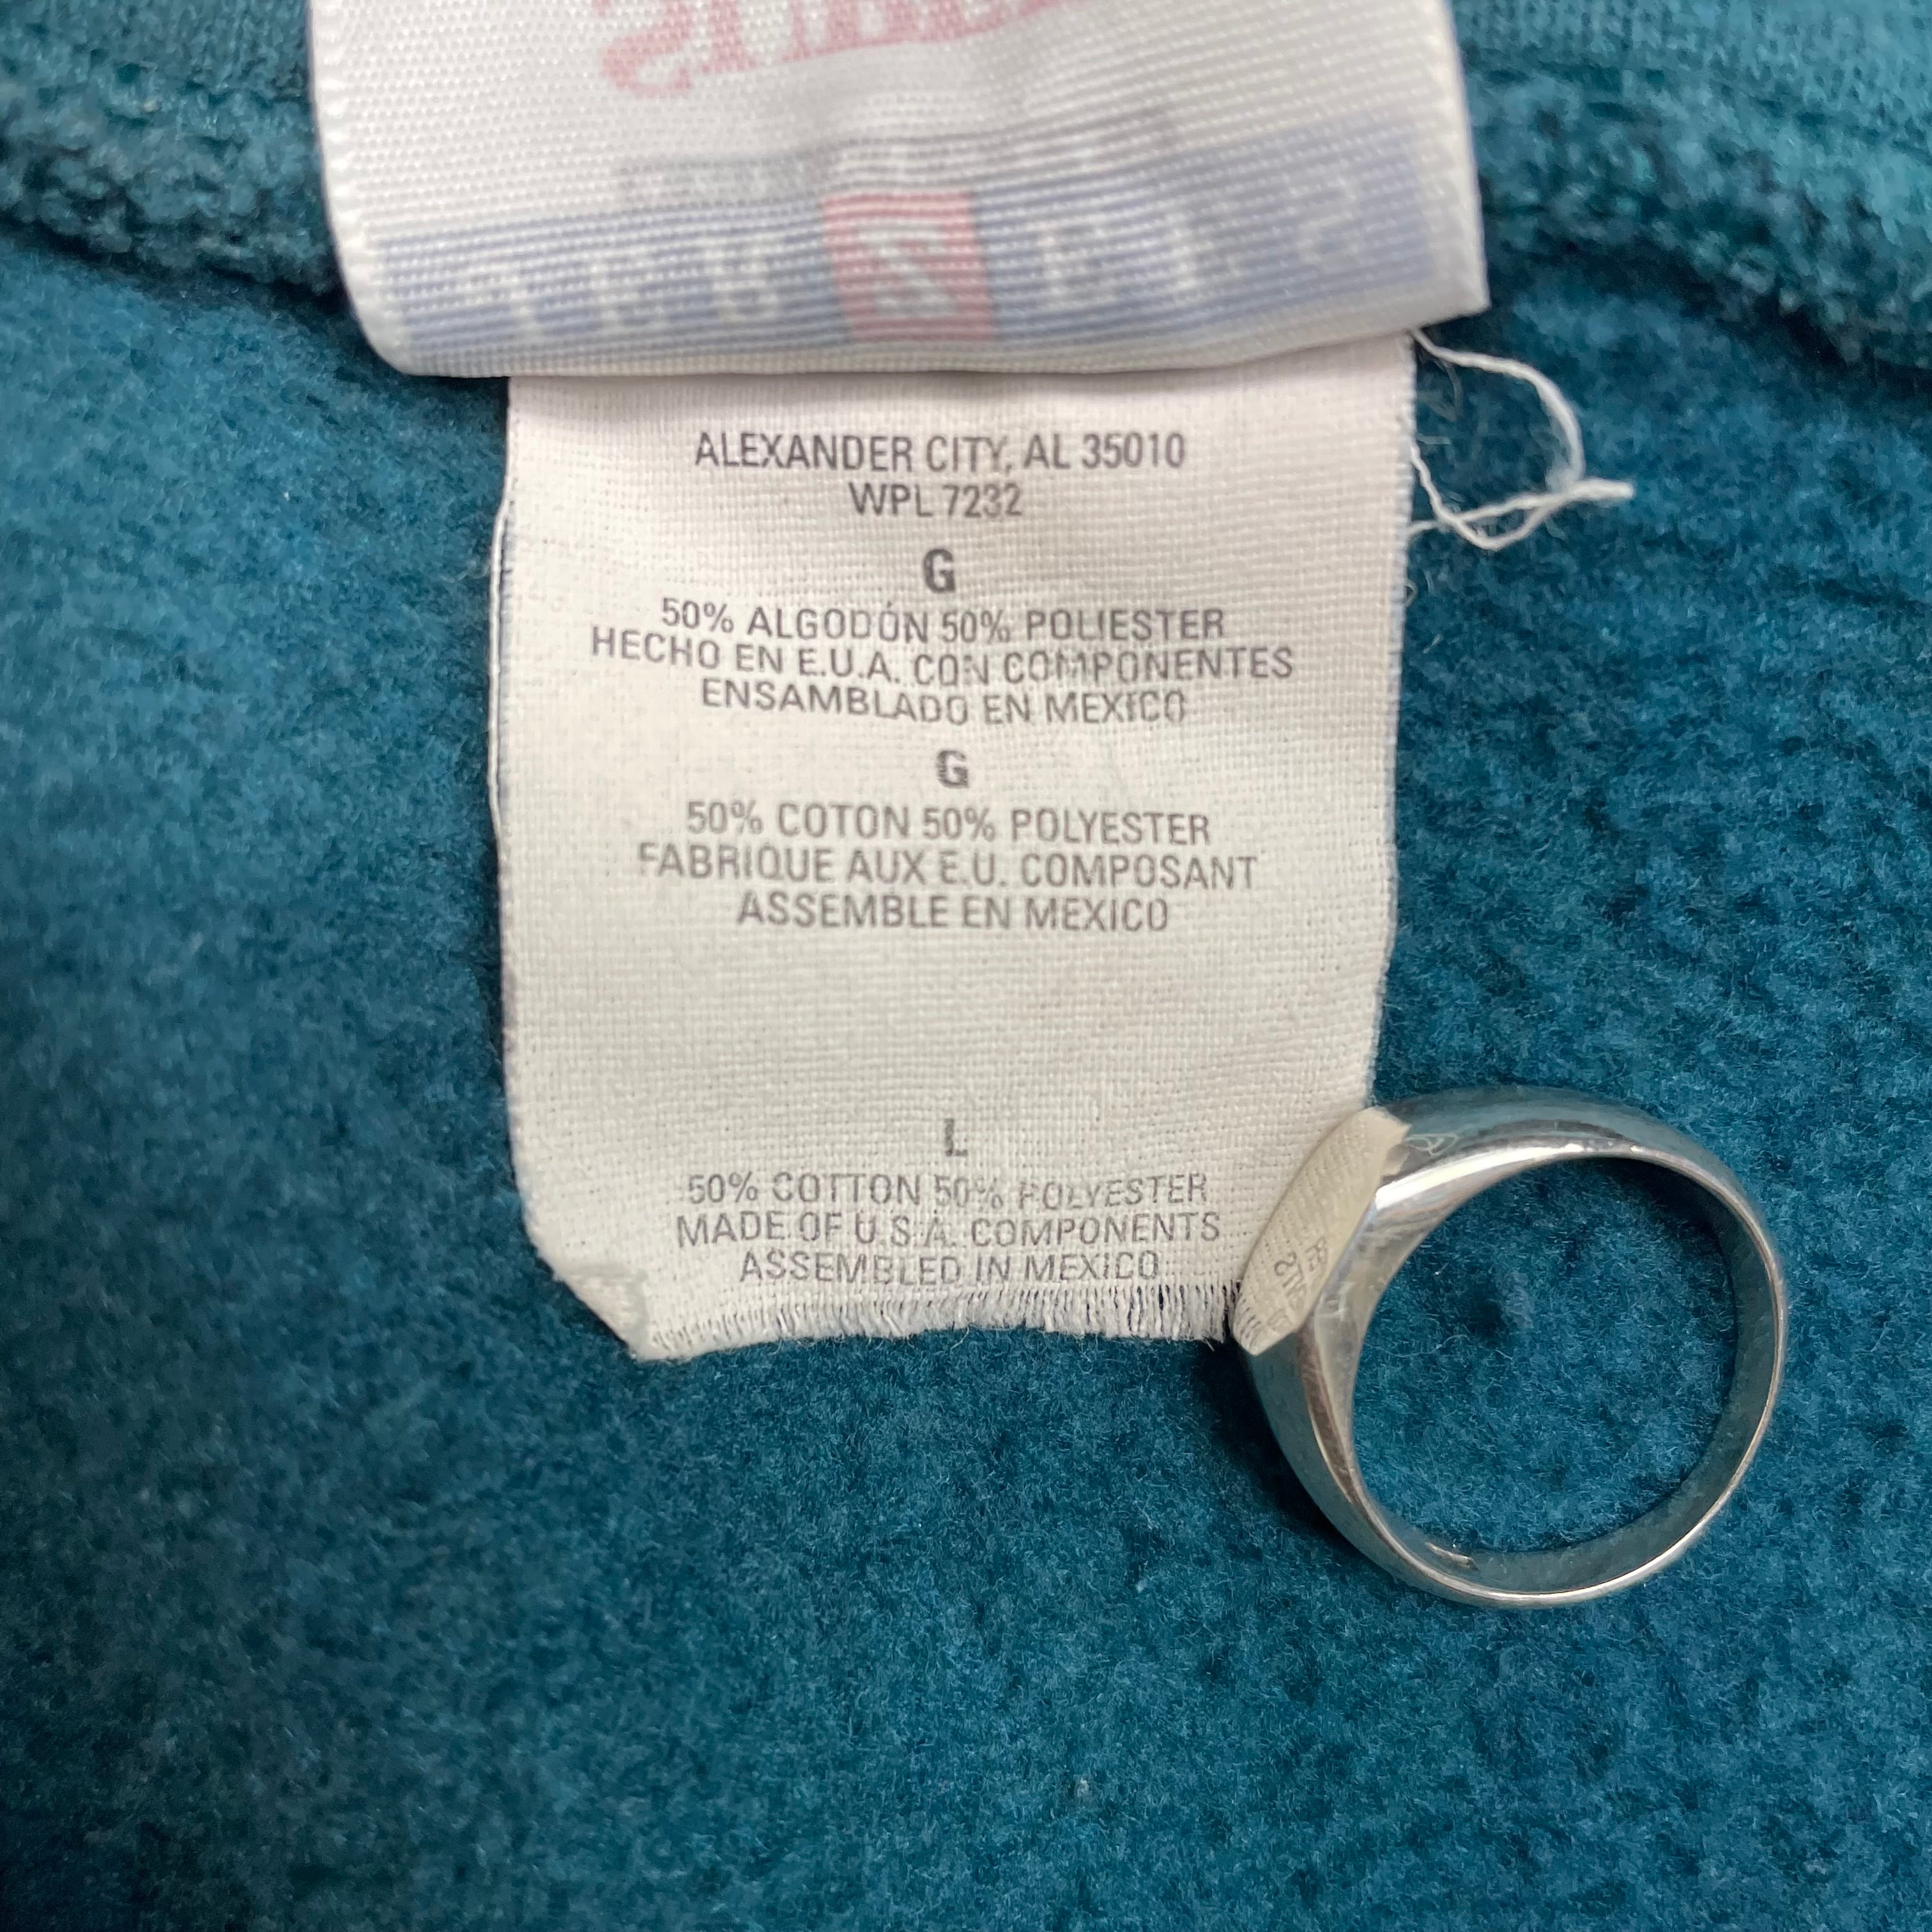 ALEXANDER CITY, AL 35010
WPL 7232
G
50% ALGODÓN 50% POLIESTER
HECHO EN E.U.A. CON COMPONENTES
ENSAMBLADO EN MEXICO
G
50% COTON 50% POLYESTER
FABRIQUE AUX E.U. COMPOSANT
ASSEMBLE EN MEXICO
L
50% COTTON 50% POLYESTER
MADE OF U.S.A. COMPONENTS
ASSEMBLED IN MEXICO